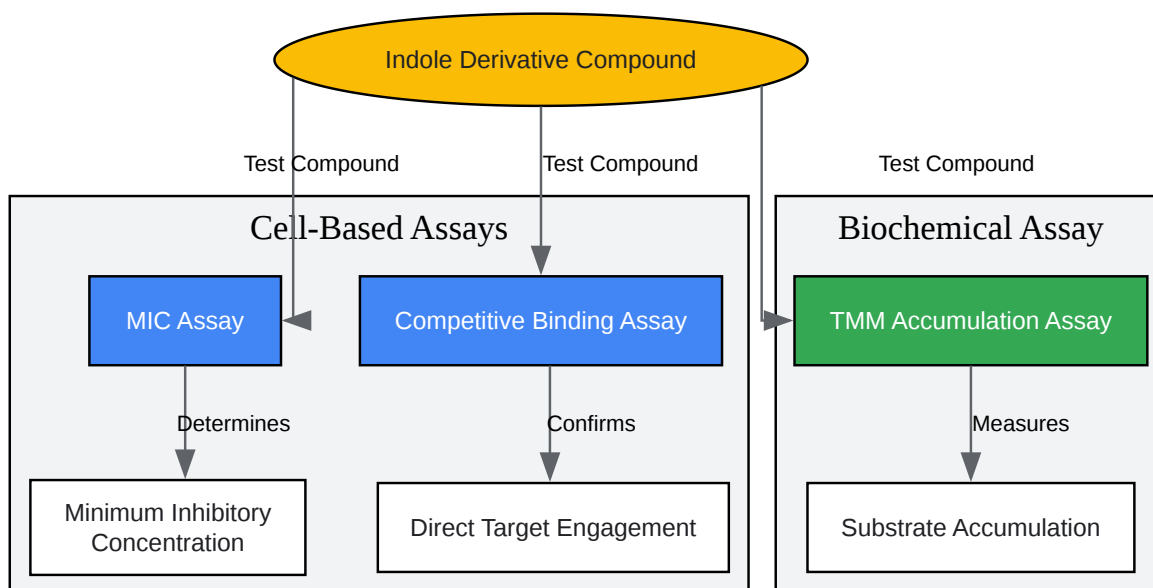 Indole Derivative Compound
Test Compound
Test Compound
Test Compound
Cell-Based Assays
Biochemical Assay
MIC Assay
Competitive Binding Assay
TMM Accumulation Assay
Determines
Confirms
Measures
Minimum Inhibitory
Concentration
Direct Target Engagement
Substrate Accumulation